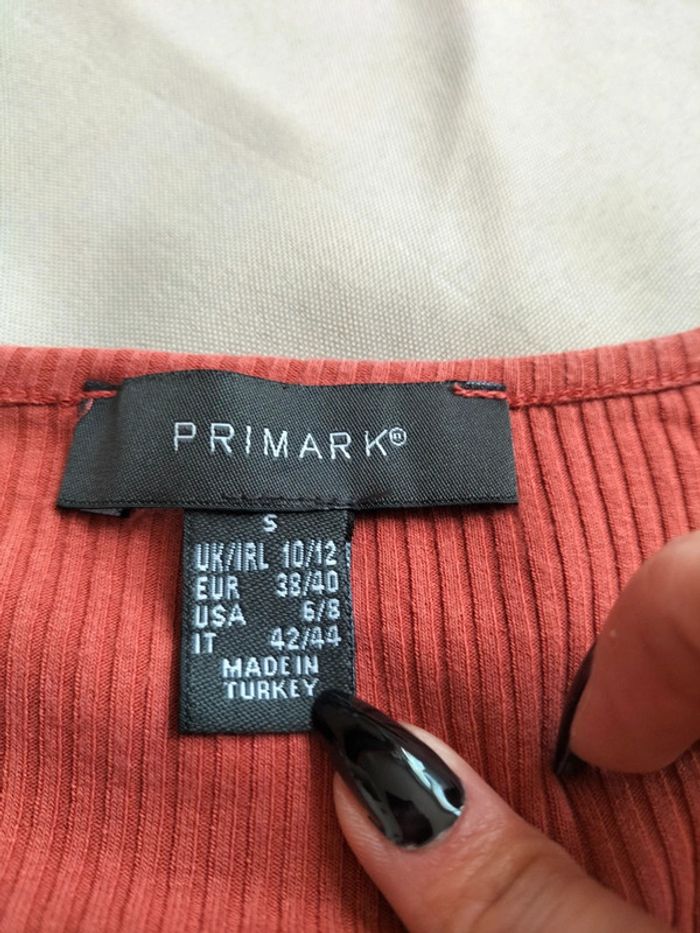 PRIMARK®
S
UK/IRL 10/12
EUR 38/40
USA 6/8
IT 42/44
MADE IN
TURKEY